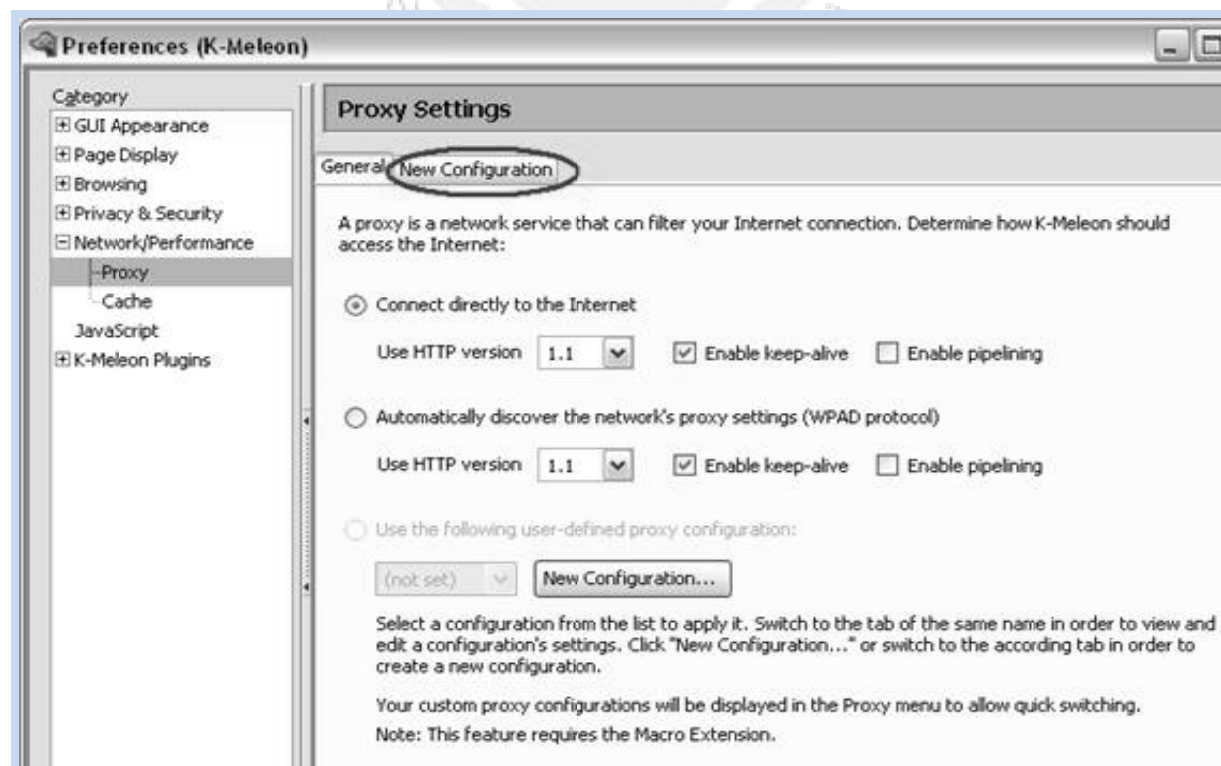 Preferences (K-Meleon)
Category
GUI Appearance
Page Display
Browsing
Privacy & Security
Network/Performance
Proxy
Cache
JavaScript
K-Meleon Plugins
Proxy Settings
General New Configuration
A proxy is a network service that can filter your Internet connection. Determine how K-Meleon should
access the Internet:
Connect directly to the Internet
Use HTTP version 1.1 Enable keep-alive Enable pipelining
Automatically discover the network's proxy settings (WPAD protocol)
Use HTTP version 1.1 Enable keep-alive Enable pipelining
Use the following user-defined proxy configuration:
(not set) New Configuration...
Select a configuration from the list to apply it. Switch to the tab of the same name in order to view and
edit a configuration's settings. Click "New Configuration..." or switch to the according tab in order to
create a new configuration.
Your custom proxy configurations will be displayed in the Proxy menu to allow quick switching.
Note: This feature requires the Macro Extension.